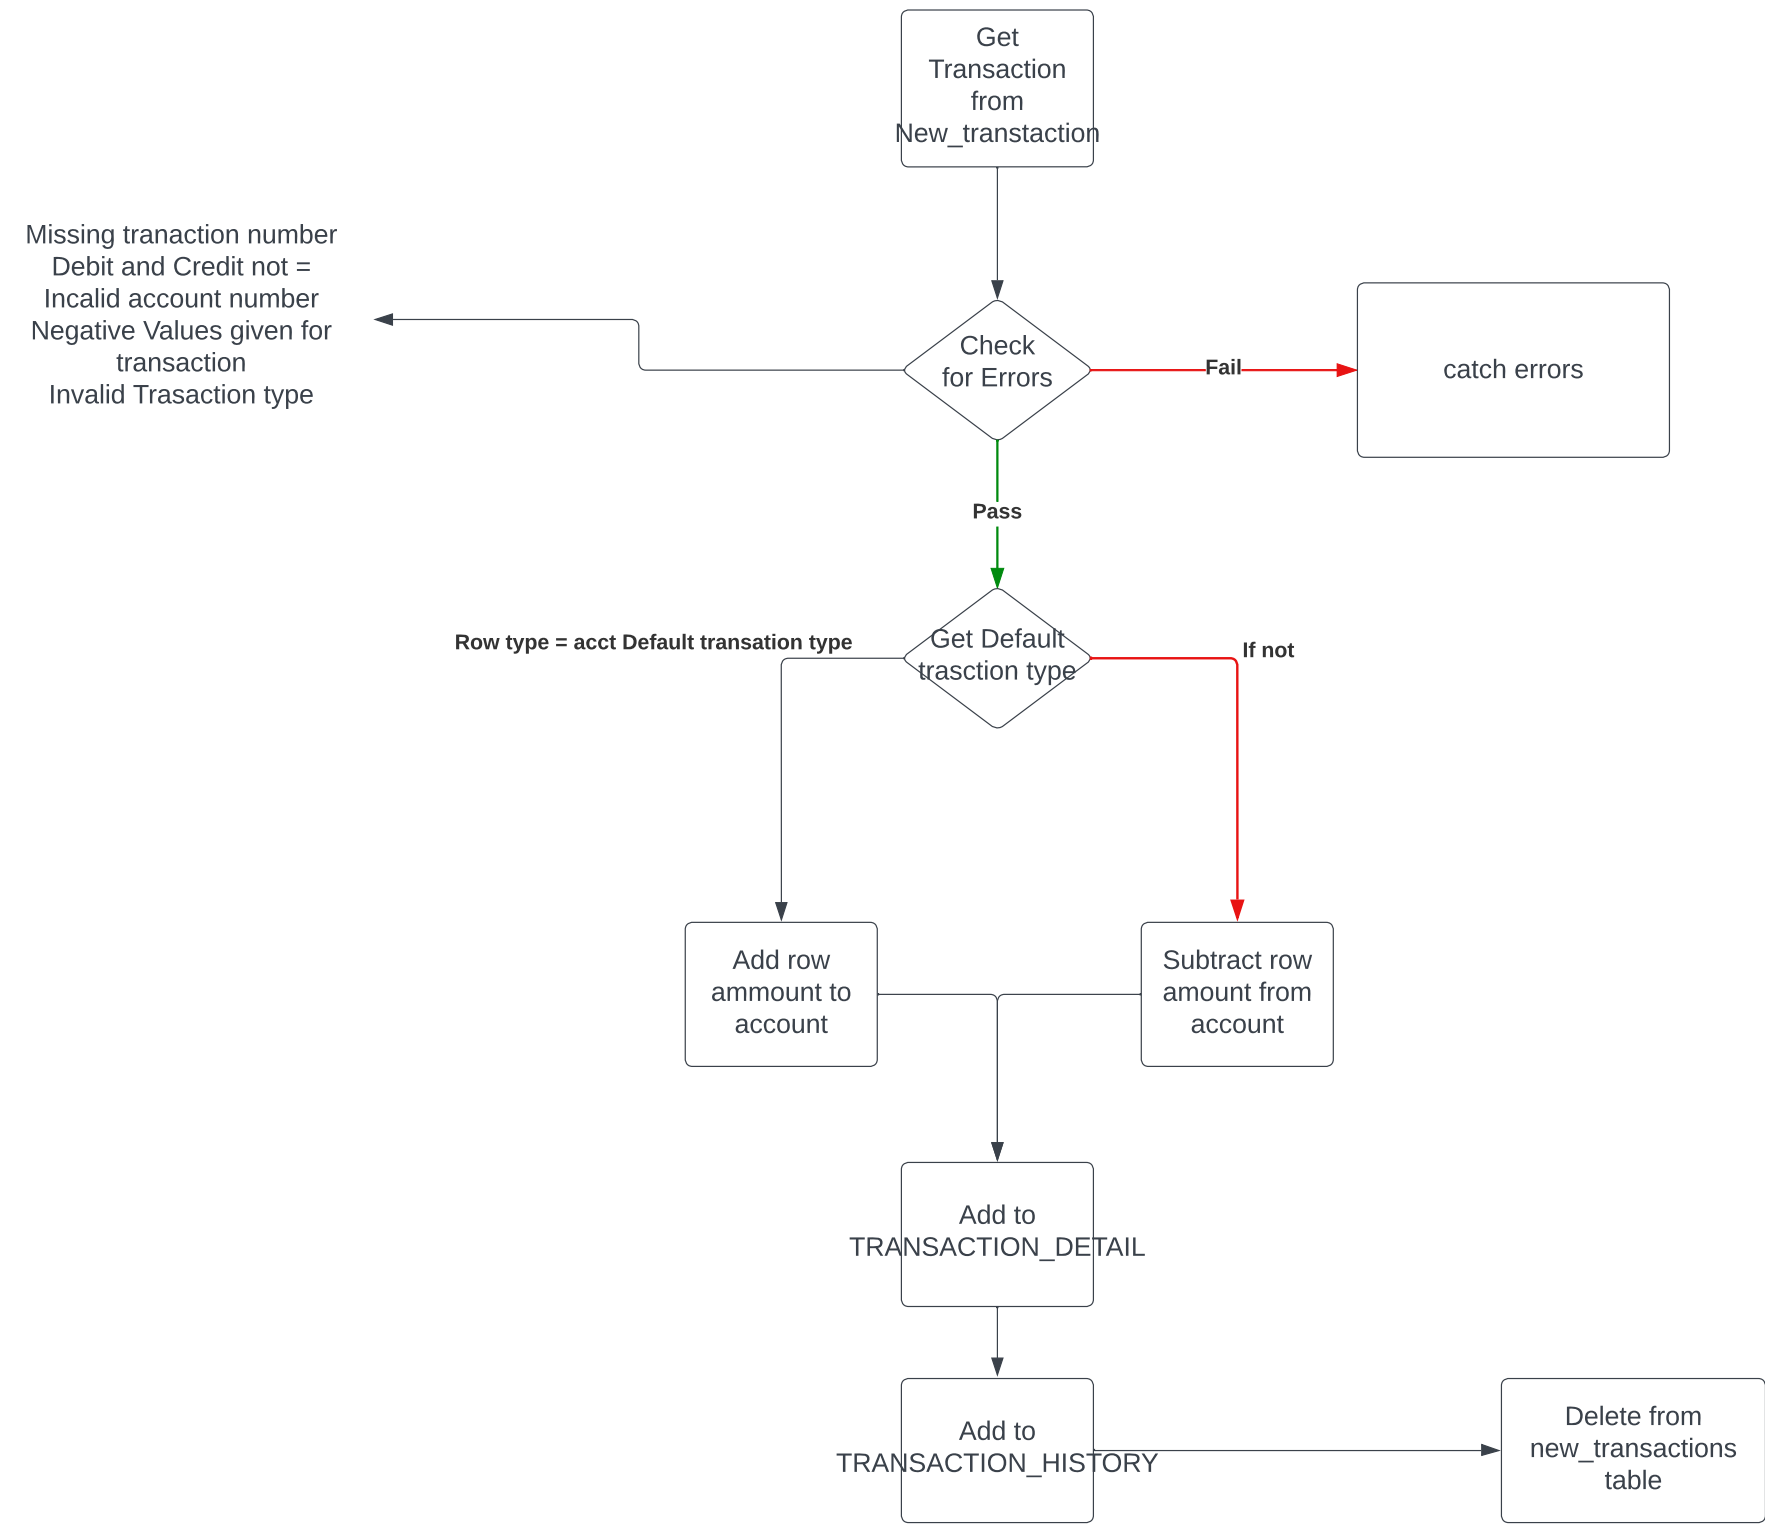 Get
Transaction
from
New_transtaction
Missing tranaction number
Debit and Credit not =
Incalid account number
Negative Values given for
transaction
Invalid Trasaction type
Check
for Errors
Fail
catch errors
Pass
Row type = acct Default transation type
Get Default
trasction type
If not
Add row
ammount to
account
Subtract row
amount from
account
Add to
TRANSACTION_DETAIL
Add to
TRANSACTION_HISTORY
Delete from
new_transactions
table